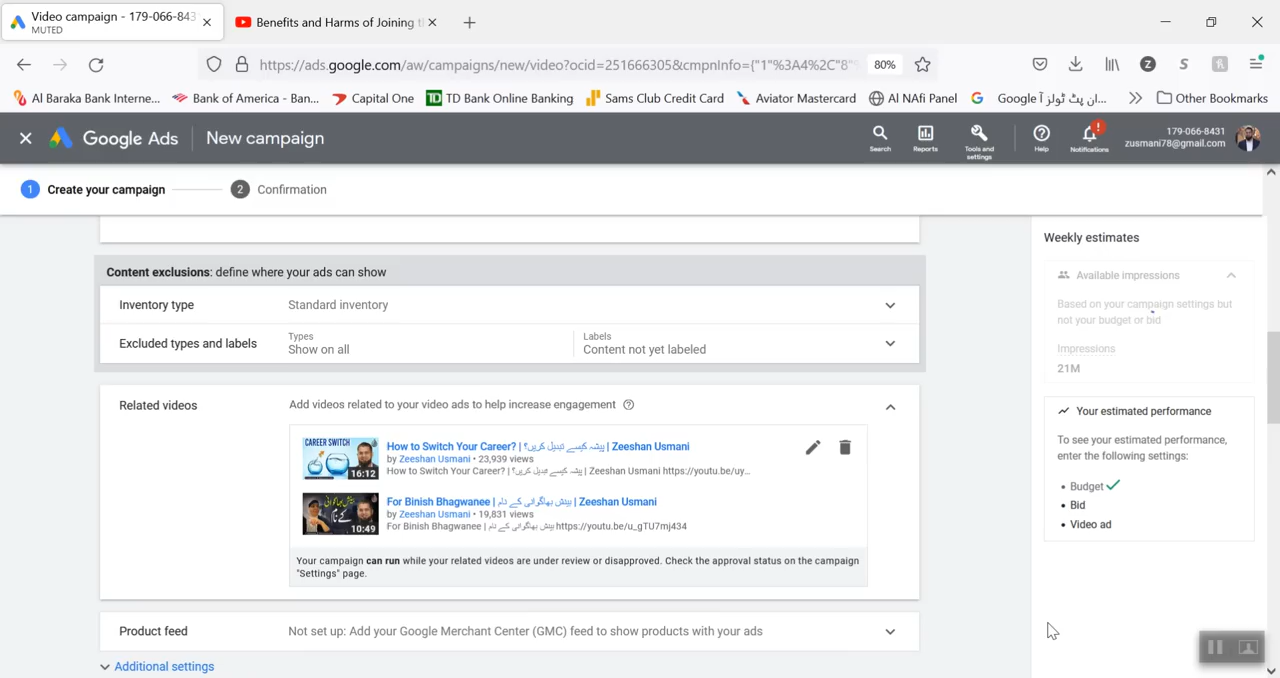 Video campaign - 179-066-843
MUTED
Benefits and Harms of Joining t
https://ads.google.com/aw/campaigns/new/video?ocid=251666305&cmpnInfo={"1"%3A4%2C"8"%
80%
Al Baraka Bank Interne...
Bank of America - Ban...
Capital One
TD Bank Online Banking
Sams Club Credit Card
Aviator Mastercard
Al NAfi Panel
Google ان پٹ ٹولز آ...
Other Bookmarks
Google Ads
New campaign
Search
Reports
Tools and settings
Help
Notifications
179-066-8431
zusmani78@gmail.com
1 Create your campaign
2 Confirmation
Content exclusions: define where your ads can show
Inventory type
Standard inventory
Excluded types and labels
Types
Show on all
Labels
Content not yet labeled
Related videos
Add videos related to your video ads to help increase engagement
CAREER SWITCH
16:12
How to Switch Your Career? | پیشہ کیسے تبدیل کریں؟ | Zeeshan Usmani
by Zeeshan Usmani • 23,939 views
How to Switch Your Career? | پیشہ کیسے تبدیل کریں؟ | Zeeshan Usmani https://youtu.be/uy...
10:49
For Binish Bhagwanee | بینش بھاگوانی کے نام | Zeeshan Usmani
by Zeeshan Usmani • 19,831 views
For Binish Bhagwanee | بینش بھاگوانی کے نام https://youtu.be/u_gTU7mj434
Your campaign can run while your related videos are under review or disapproved. Check the approval status on the campaign
"Settings" page.
Product feed
Not set up: Add your Google Merchant Center (GMC) feed to show products with your ads
Additional settings
Weekly estimates
Available impressions
Based on your campaign settings but
not your budget or bid
Impressions
21M
Your estimated performance
To see your estimated performance,
enter the following settings:
• Budget
• Bid
• Video ad